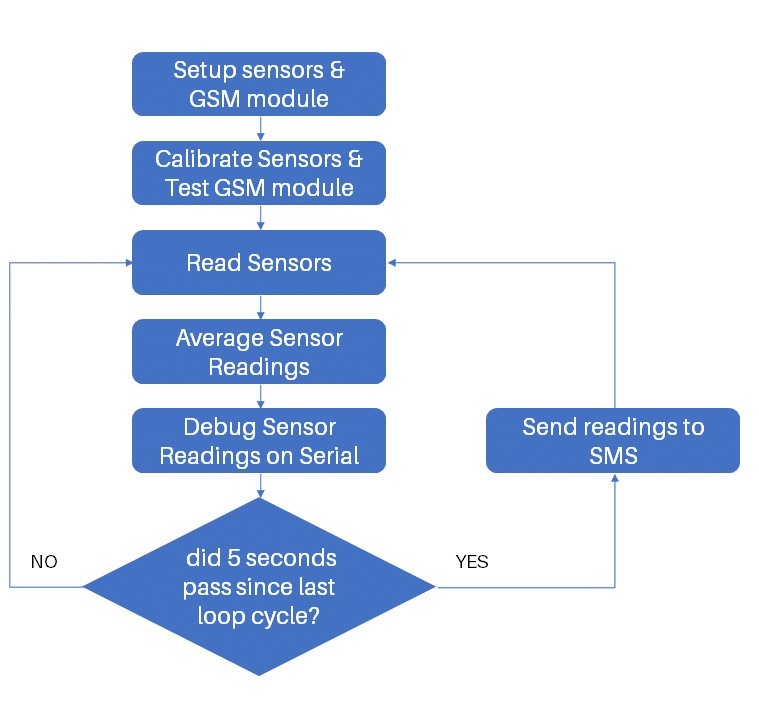 Setup sensors &
GSM module
Calibrate Sensors &
Test GSM module
Read Sensors
Average Sensor
Readings
Debug Sensor
Readings on Serial
Send readings to
SMS
did 5 seconds
pass since last
loop cycle?
NO
YES